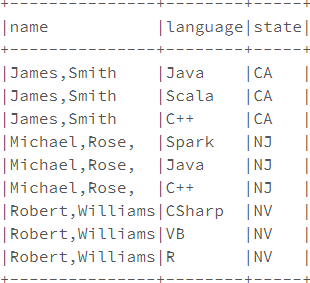 +----------------+--------+-----+
|name            |language|state|
+----------------+--------+-----+
|James,Smith     |Java    |CA   |
|James,Smith     |Scala   |CA   |
|James,Smith     |C++     |CA   |
|Michael,Rose,   |Spark   |NJ   |
|Michael,Rose,   |Java    |NJ   |
|Michael,Rose,   |C++     |NJ   |
|Robert,Williams|CSharp  |NV   |
|Robert,Williams|VB      |NV   |
|Robert,Williams|R       |NV   |
+----------------+--------+-----+